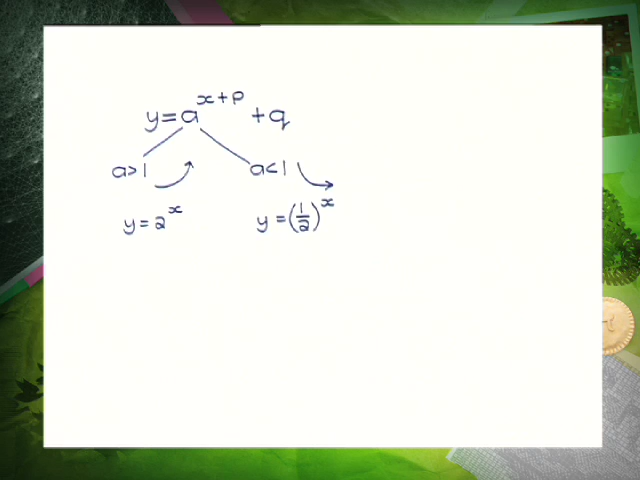 y = a^(x+p) + q
a>1 a<1
y = 2^x y = (1/2)^x